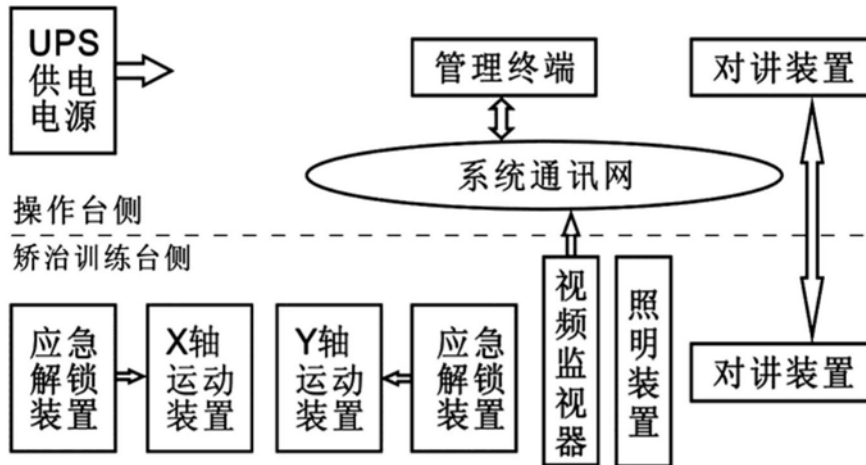 UPS
供电
电源
管理终端
对讲装置
系统通讯网
操作台侧
矫治训练台侧
应急
解锁
装置
X轴
运动
装置
Y轴
运动
装置
应急
解锁
装置
视频监视器
照明装置
对讲装置